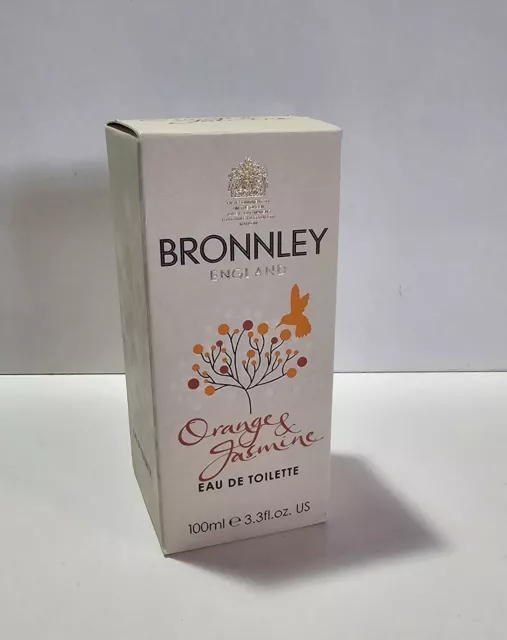 BRONNLEY
ENGLAND
Orange &
Jasmine
EAU DE TOILETTE
100ml e 3.3fl.oz. US